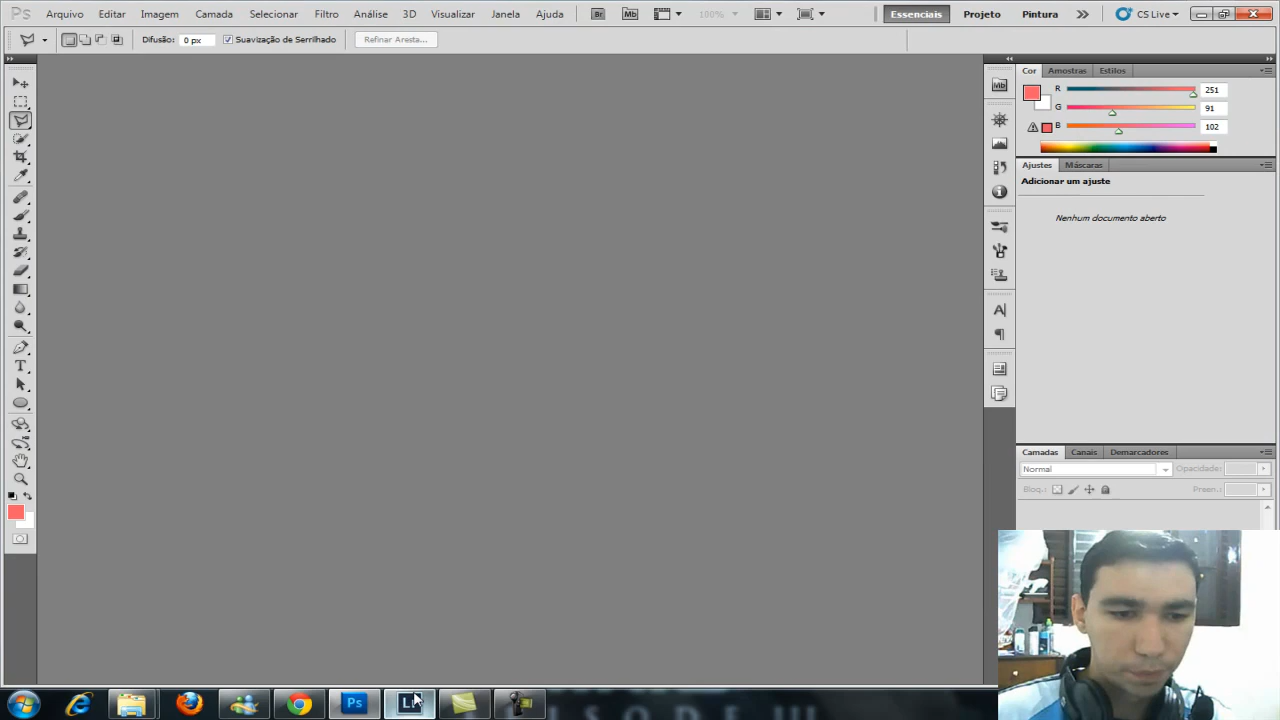 Ps Arquivo Editar Imagem Camada Selecionar Filtro Análise 3D Visualizar Janela Ajuda Br Mb 100% Essenciais Projeto Pintura CS Live
Difusão: 0 px Suavização de Serrilhado Refinar Aresta...
Cor Amostras Estilos
Mb
R 251
G 91
B 102
Ajustes Máscaras
Adicionar um ajuste
Nenhum documento aberto
T
A
Camadas Canais Demarcadores
Normal Opacidade:
Bloq.: Preen.:
Ps